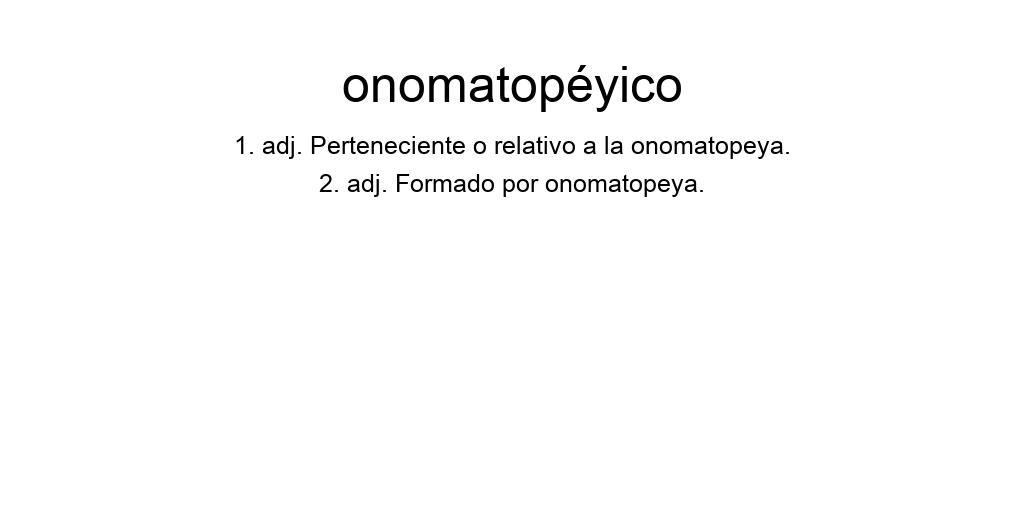 onomatopéyico
1. adj. Perteneciente o relativo a la onomatopeya.
2. adj. Formado por onomatopeya.